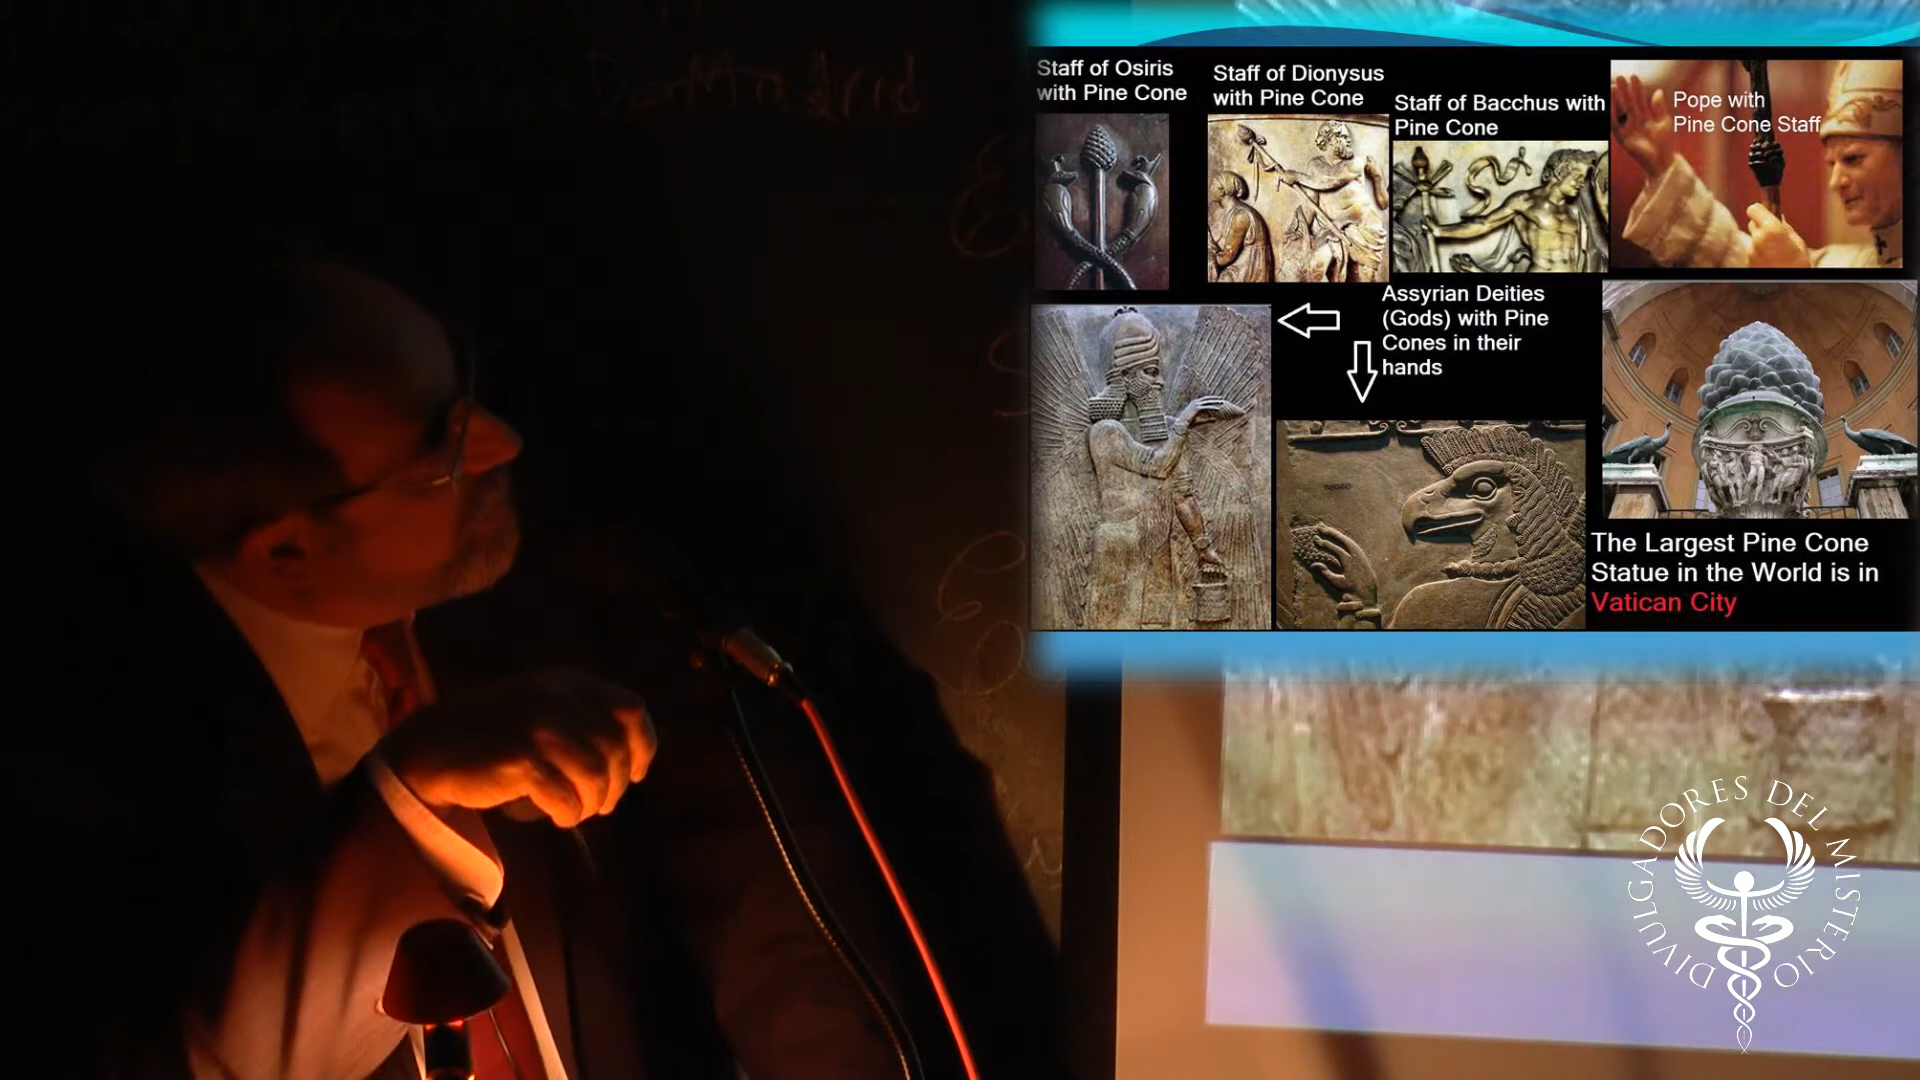 De Madrid
Staff of Osiris
with Pine Cone
Staff of Dionysus
with Pine Cone
Staff of Bacchus with
Pine Cone
Pope with
Pine Cone Staff
Assyrian Deities
(Gods) with Pine
Cones in their
hands
The Largest Pine Cone
Statue in the World is in
Vatican City
DIVULGADORES DEL MISTERIO